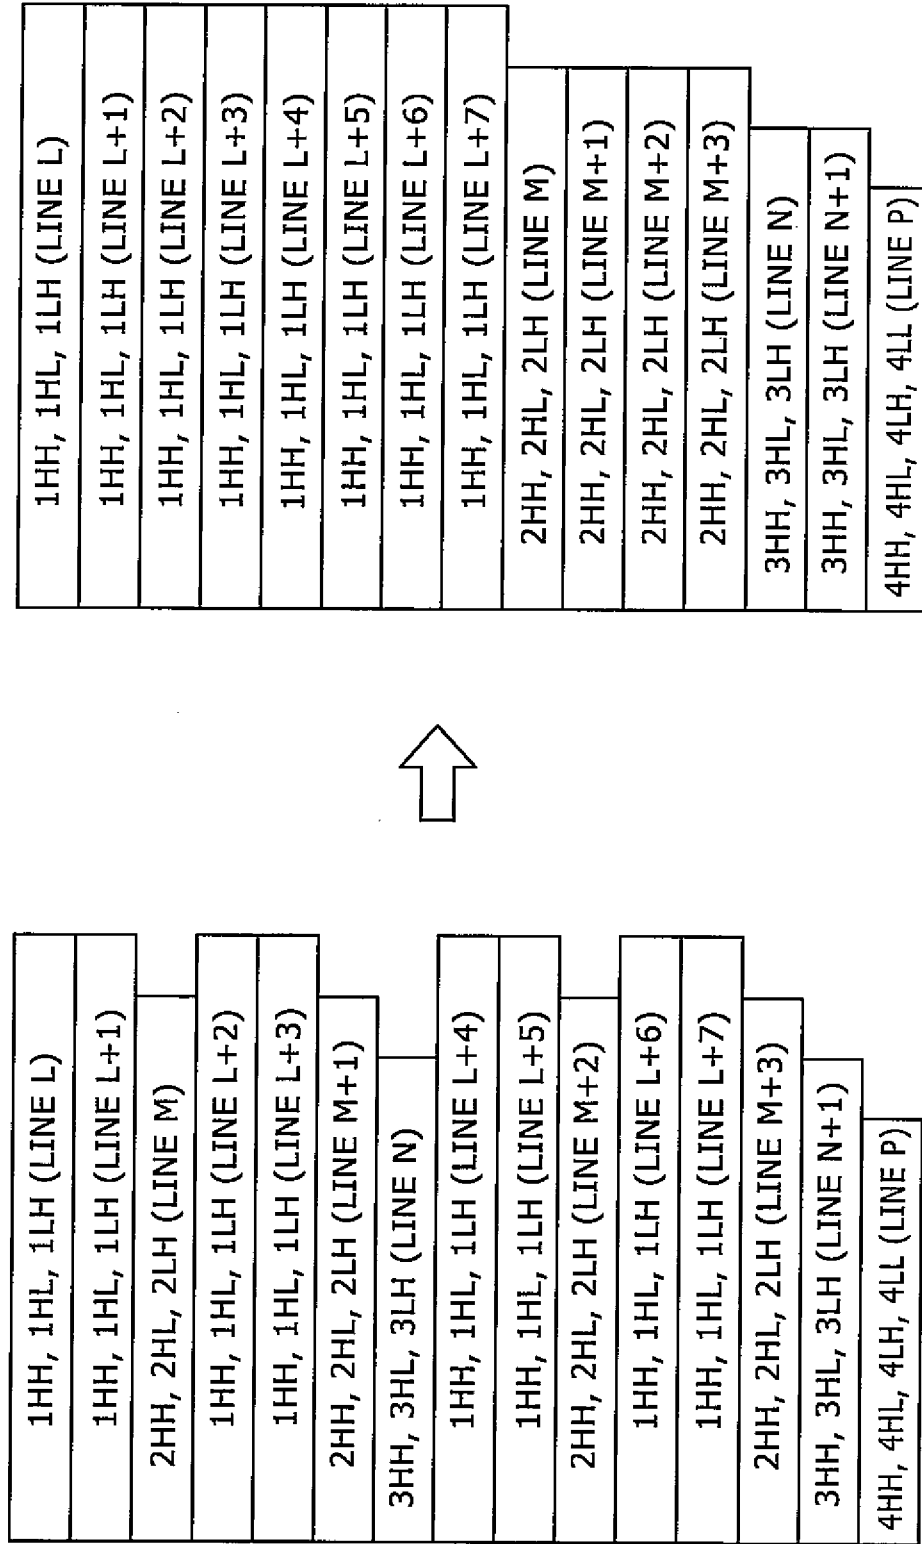 1HH, 1HL, 1LH (LINE L)
1HH, 1HL, 1LH (LINE L+1)
2HH, 2HL, 2LH (LINE M)
1HH, 1HL, 1LH (LINE L+2)
1HH, 1HL, 1LH (LINE L+3)
2HH, 2HL, 2LH (LINE M+1)
3HH, 3HL, 3LH (LINE N)
1HH, 1HL, 1LH (LINE L+4)
1HH, 1HL, 1LH (LINE L+5)
2HH, 2HL, 2LH (LINE M+2)
1HH, 1HL, 1LH (LINE L+6)
1HH, 1HL, 1LH (LINE L+7)
2HH, 2HL, 2LH (LINE M+3)
3HH, 3HL, 3LH (LINE N+1)
4HH, 4HL, 4LH, 4LL (LINE P)
1HH, 1HL, 1LH (LINE L)
1HH, 1HL, 1LH (LINE L+1)
1HH, 1HL, 1LH (LINE L+2)
1HH, 1HL, 1LH (LINE L+3)
1HH, 1HL, 1LH (LINE L+4)
1HH, 1HL, 1LH (LINE L+5)
1HH, 1HL, 1LH (LINE L+6)
1HH, 1HL, 1LH (LINE L+7)
2HH, 2HL, 2LH (LINE M)
2HH, 2HL, 2LH (LINE M+1)
2HH, 2HL, 2LH (LINE M+2)
2HH, 2HL, 2LH (LINE M+3)
3HH, 3HL, 3LH (LINE N)
3HH, 3HL, 3LH (LINE N+1)
4HH, 4HL, 4LH, 4LL (LINE P)